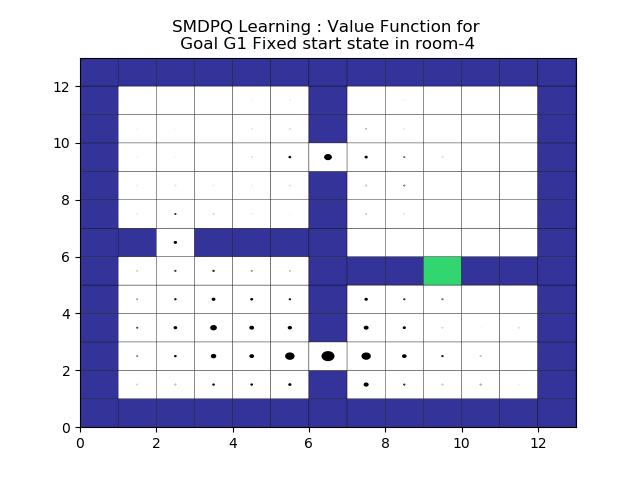 SMDPQ Learning : Value Function for
Goal G1 Fixed start state in room-4
12
10
8
6
4
2
0
0 2 4 6 8 10 12